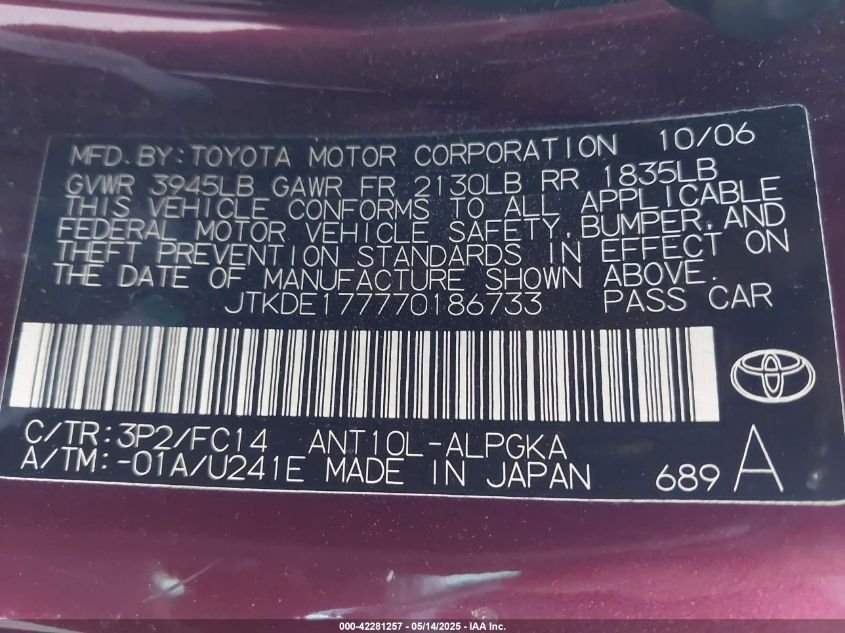 MFD. BY: TOYOTA MOTOR CORPORATION 10/06
GVWR 3945LB GAWR FR 2130LB RR 1835LB
THIS VEHICLE CONFORMS TO ALL APPLICABLE
FEDERAL MOTOR VEHICLE SAFETY, BUMPER, AND
THEFT PREVENTION STANDARDS IN EFFECT ON
THE DATE OF MANUFACTURE SHOWN ABOVE.
JTKDE177770186733 PASS CAR
C/TR: 3P2/FC14 ANT10L-ALPGKA
A/TM: -01A/U241E MADE IN JAPAN 689 A
000-42281257 - 05/14/2025 - IAA Inc.